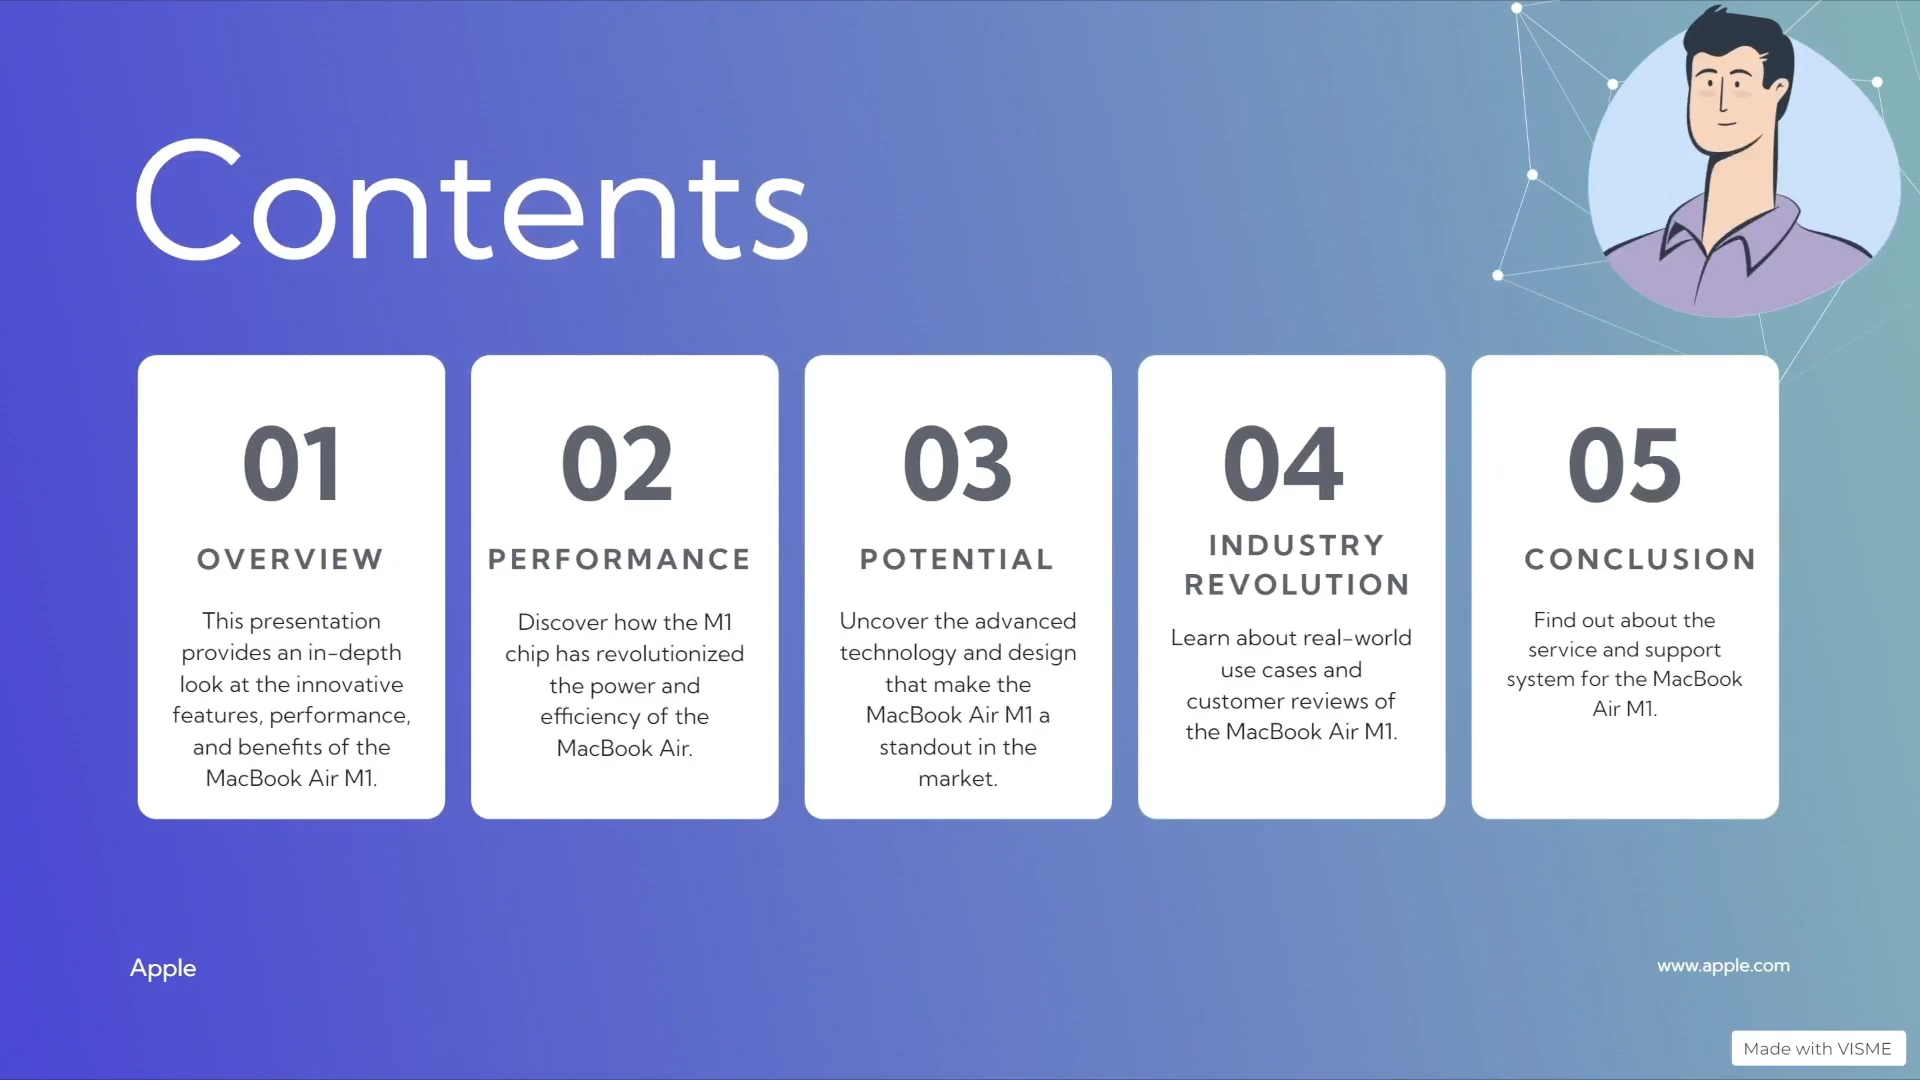 Contents
01
OVERVIEW
This presentation
provides an in-depth
look at the innovative
features, performance,
and benefits of the
MacBook Air M1.
02
PERFORMANCE
Discover how the M1
chip has revolutionized
the power and
efficiency of the
MacBook Air.
03
POTENTIAL
Uncover the advanced
technology and design
that make the
MacBook Air M1 a
standout in the
market.
04
INDUSTRY
REVOLUTION
Learn about real-world
use cases and
customer reviews of
the MacBook Air M1.
05
CONCLUSION
Find out about the
service and support
system for the MacBook
Air M1.
Apple
www.apple.com
Made with VISME